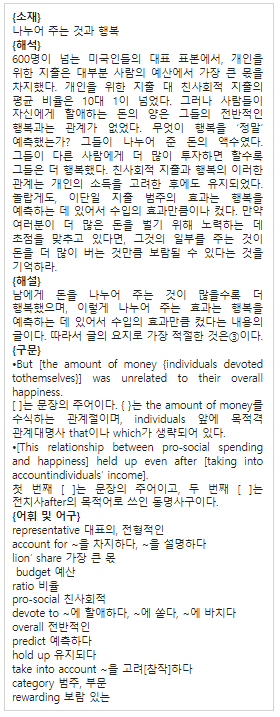 {소재}
나누어 주는 것과 행복
{해석}
600명이 넘는 미국인들의 대표 표본에서, 개인을
위한 지출은 대부분 사람의 예산에서 가장 큰 몫을
차지했다. 개인을 위한 지출 대 친사회적 지출의
평균 비율은 10대 1이 넘었다. 그러나 사람들이
자신에게 할애하는 돈의 양은 그들의 전반적인
행복과는 관계가 없었다. 무엇이 행복을 ‘정말’
예측했는가? 그들이 나누어 준 돈의 액수였다.
그들이 다른 사람에게 더 많이 투자하면 할수록
그들은 더 행복했다. 친사회적 지출과 행복의 이러한
관계는 개인의 소득을 고려한 후에도 유지되었다.
놀랍게도, 이단일 지출 범주의 효과는 행복을
예측하는 데 있어서 수입의 효과만큼이나 컸다. 만약
여러분이 더 많은 돈을 벌기 위해 노력하는 데
초점을 맞추고 있다면, 그것의 일부를 주는 것이
돈을 더 많이 버는 것만큼 보람될 수 있다는 것을
기억하라.
{해설}
남에게 돈을 나누어 주는 것이 많을수록 더
행복했으며, 이렇게 나누어 주는 효과는 행복을
예측하는 데 있어서 수입의 효과만큼 컸다는 내용의
글이다. 따라서 글의 요지로 가장 적절한 것은③이다.
{구문}
•But [the amount of money {individuals devoted
tothemselves}] was unrelated to their overall
happiness.
[ ]는 문장의 주어이다. { }는 the amount of money를
수식하는 관계절이며, individuals 앞에 목적격
관계대명사 that이나 which가 생략되어 있다.
•[This relationship between pro-social spending
and happiness] held up even after [taking into
accountindividuals’ income].
첫 번째 [ ]는 문장의 주어이고, 두 번째 [ ]는
전치사after의 목적어로 쓰인 동명사구이다.
{어휘 및 어구}
representative 대표의, 전형적인
account for ~을 차지하다, ~을 설명하다
lion’ share 가장 큰 몫
budget 예산
ratio 비율
pro-social 친사회적
devote to ~에 할애하다, ~에 쏟다, ~에 바치다
overall 전반적인
predict 예측하다
hold up 유지되다
take into account ~을 고려[참작]하다
category 범주, 부문
rewarding 보람 있는